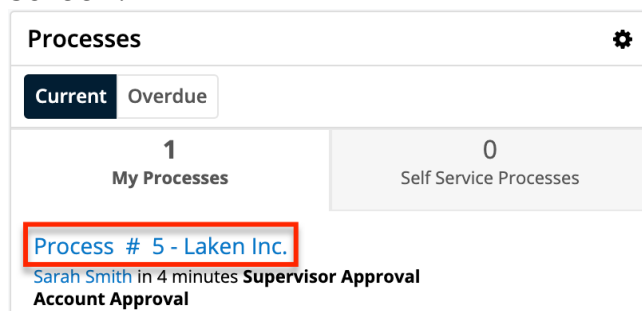 Processes
Current Overdue
1
My Processes
0
Self Service Processes
Process # 5 - Laken Inc.
Sarah Smith in 4 minutes Supervisor Approval
Account Approval